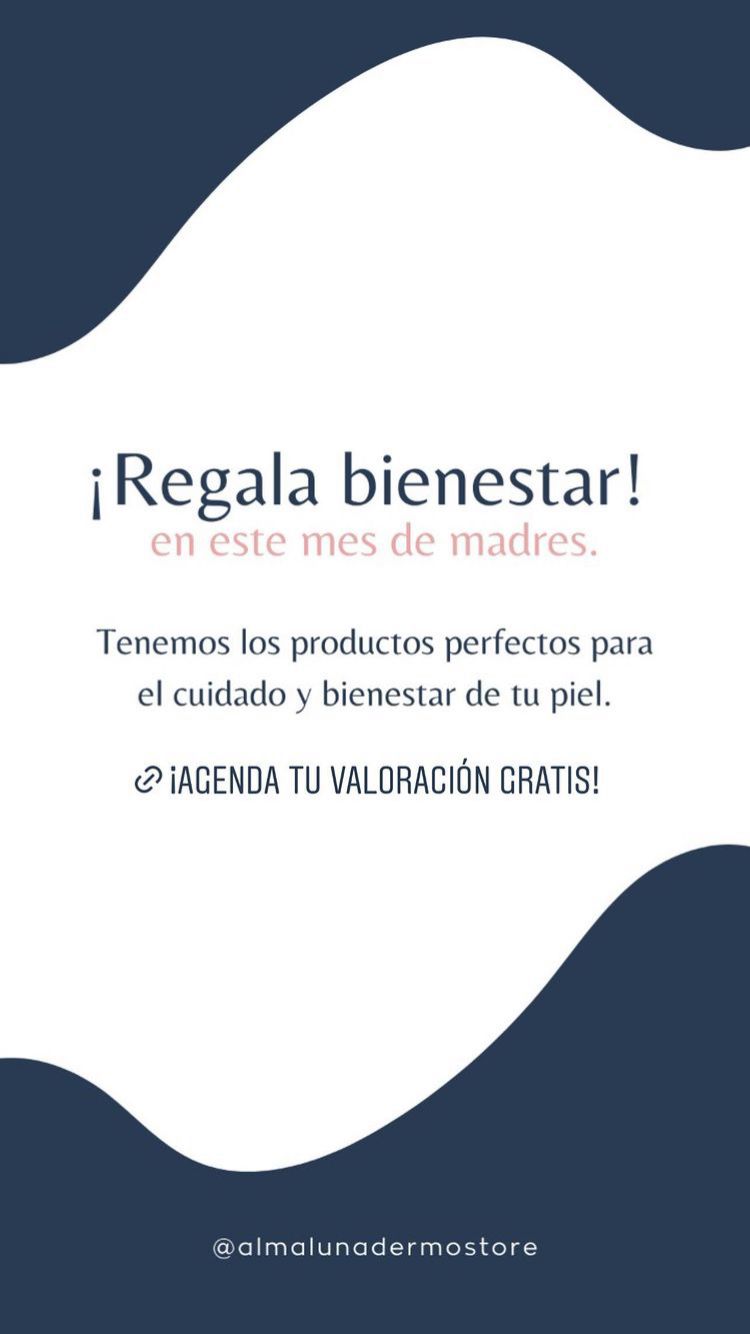 ¡Regala bienestar!
en este mes de madres.
Tenemos los productos perfectos para
el cuidado y bienestar de tu piel.
¡AGENDA TU VALORACIÓN GRATIS!
@almalunadermostore